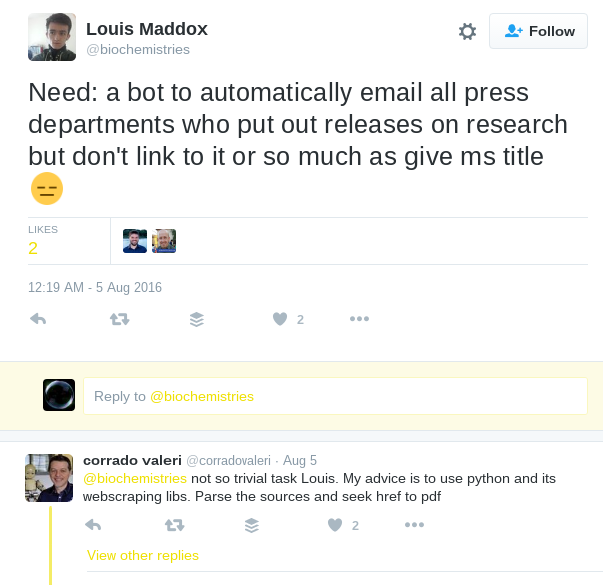 Louis Maddox
@biochemistries
Follow
Need: a bot to automatically email all press
departments who put out releases on research
but don't link to it or so much as give ms title
😑
LIKES
2
12:19 AM - 5 Aug 2016
2
Reply to @biochemistries
corrado valeri @corradovaleri · Aug 5
@biochemistries not so trivial task Louis. My advice is to use python and its
webscraping libs. Parse the sources and seek href to pdf
2
View other replies